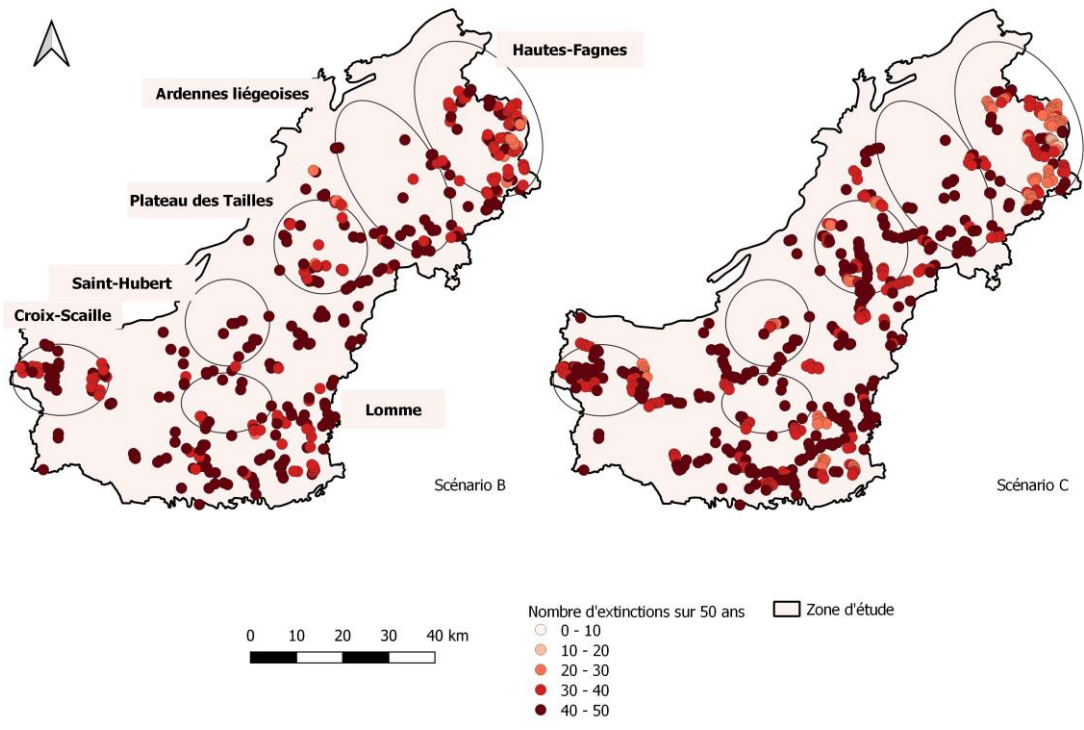 Hautes-Fagnes
Ardennes liégeoises
Plateau des Tailles
Saint-Hubert
Croix-Scaille
Lomme
Scénario B
Scénario C
Nombre d'extinctions sur 50 ans
Zone d'étude
0 10 20 30 40 km
0 - 10
10 - 20
20 - 30
30 - 40
40 - 50